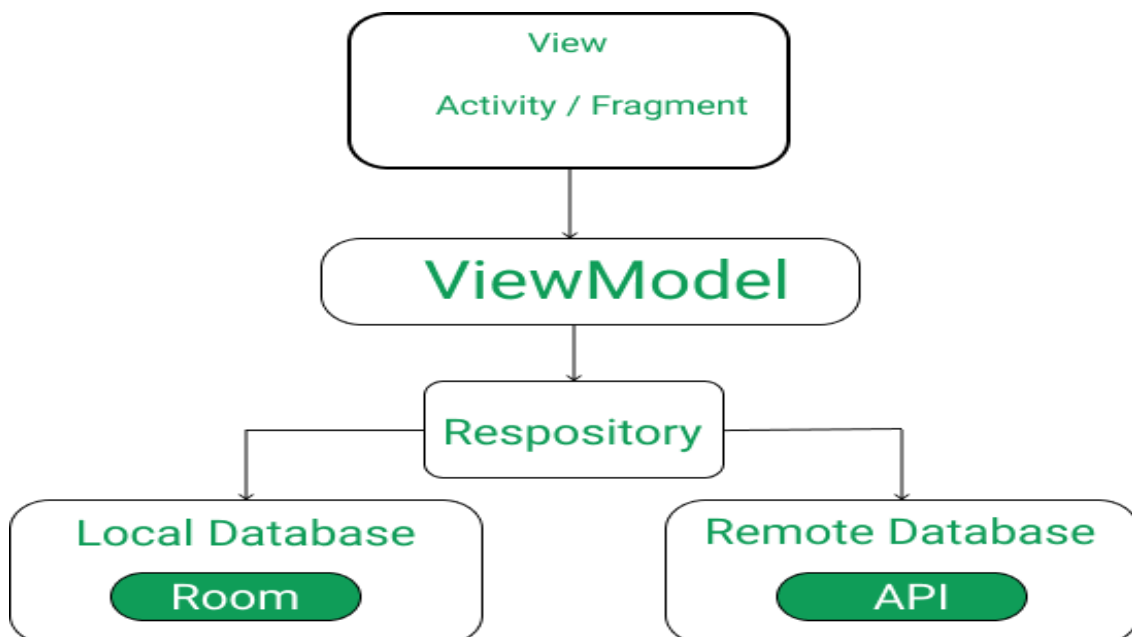 View
Activity / Fragment
ViewModel
Respository
Local Database
Room
Remote Database
API